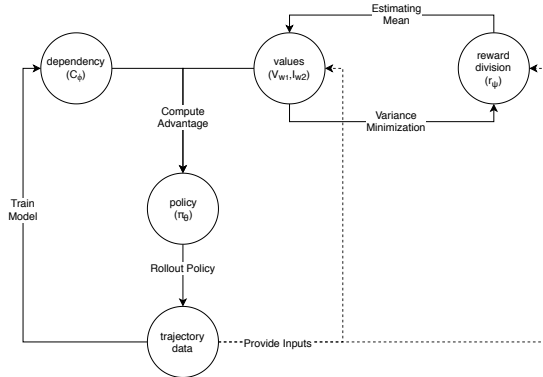 Estimating
Mean
dependency
(C_ϕ)
values
(V_w1,I_w2)
reward
division
(r_ψ)
Compute
Advantage
Variance
Minimization
Train
Model
policy
(π_θ)
Rollout Policy
trajectory
data
Provide Inputs